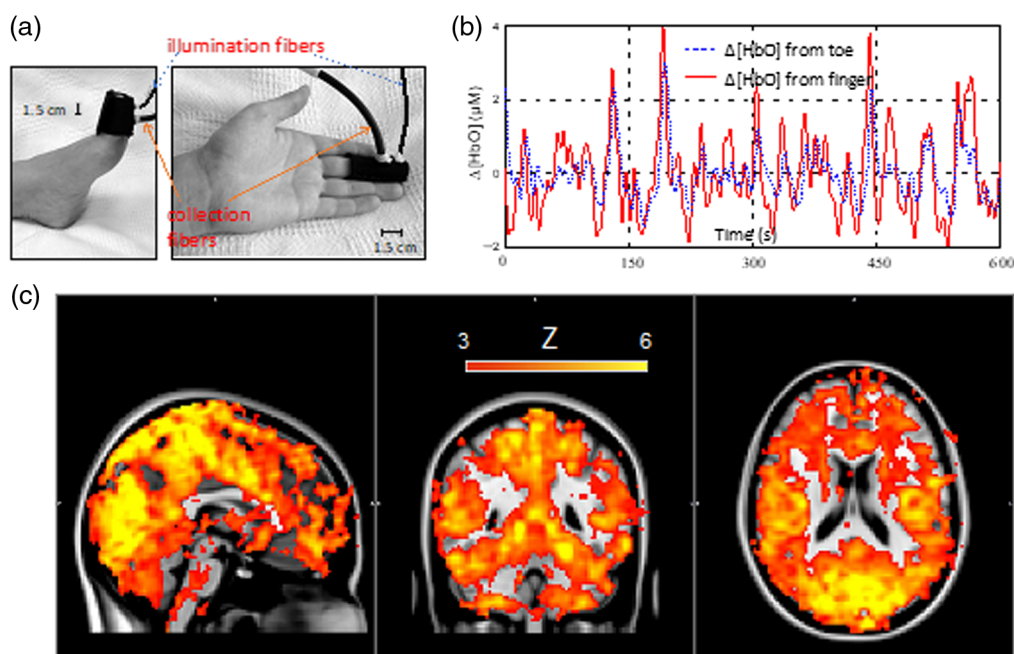 (a)
illumination fibers
1.5 cm
collection
fibers
1.5 cm
(b)
Δ[HbO] from toe
Δ[HbO] from finger
Δ[HbO] (μM)
4
2
0
−2
Time (s)
0 150 300 450 600
(c)
3 Z 6